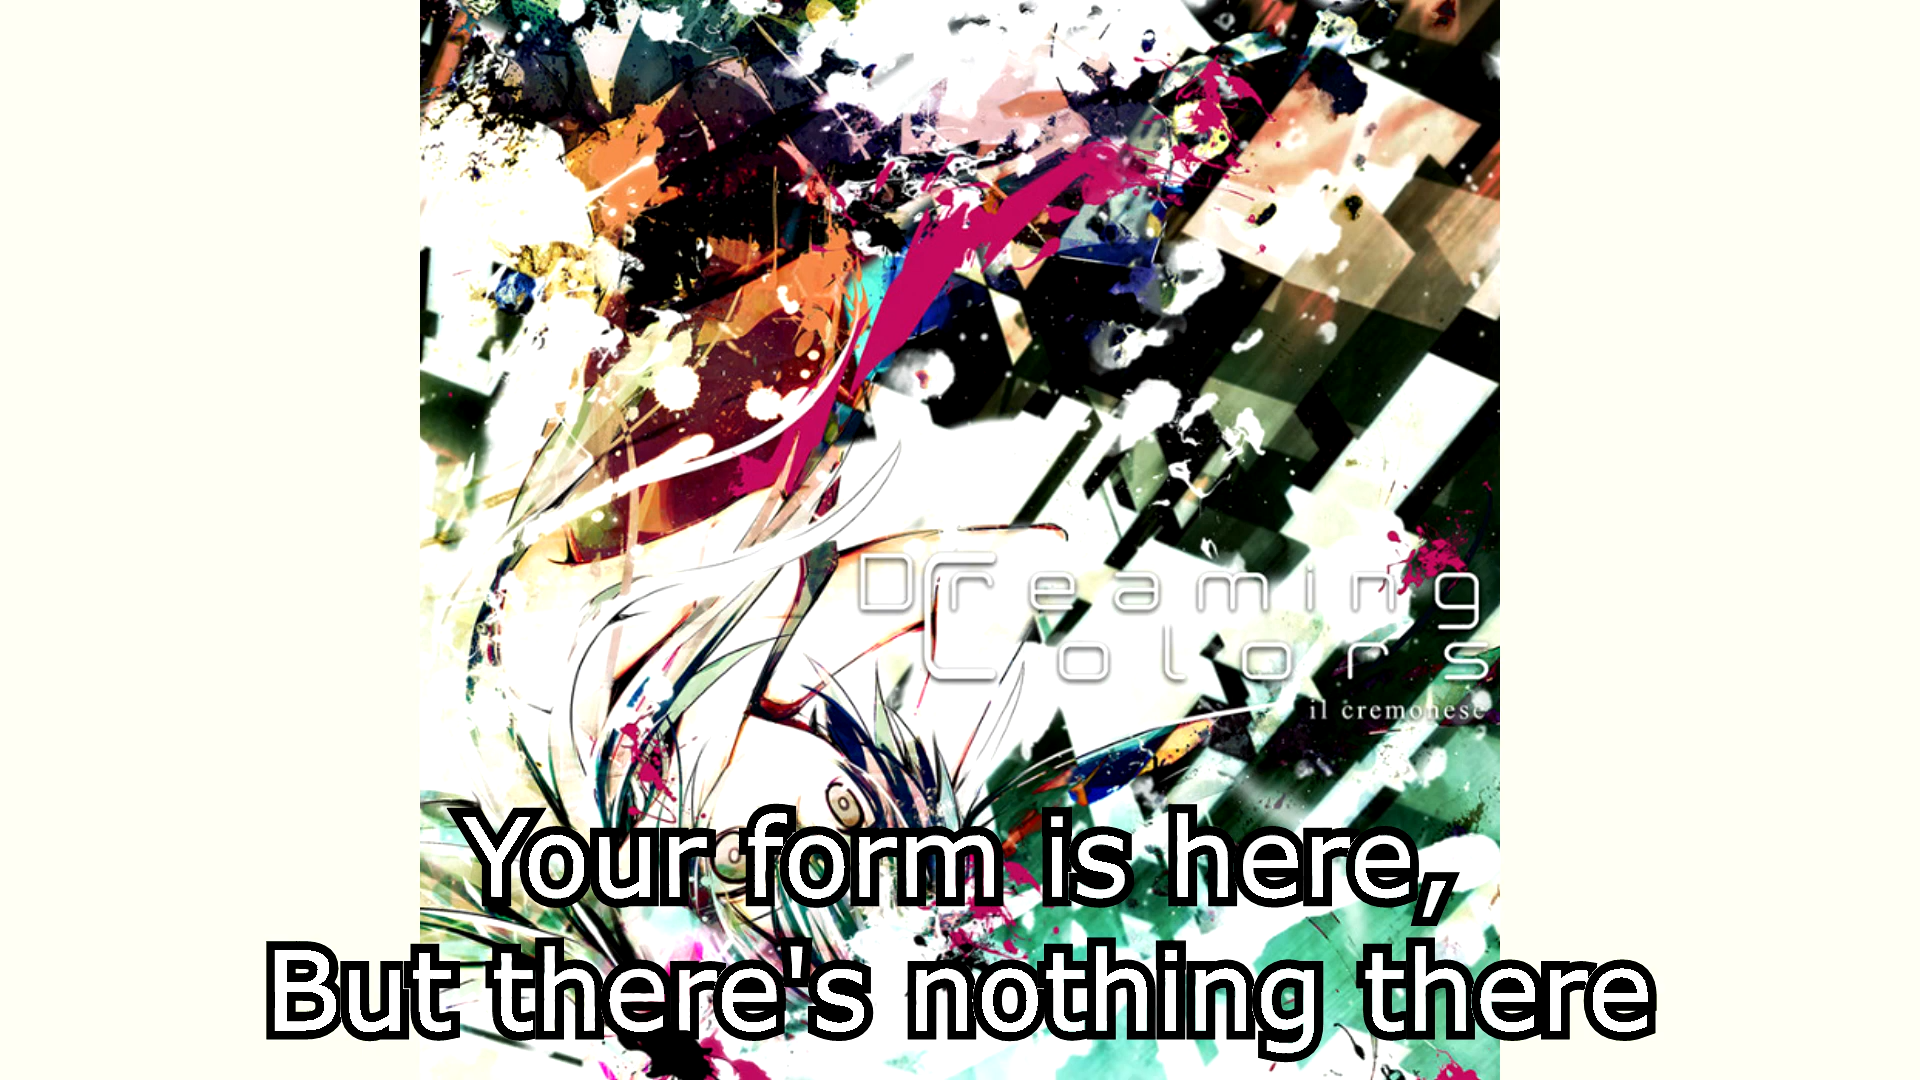 Dreaming
Colors
il cremonese
Your form is here,
But there's nothing there